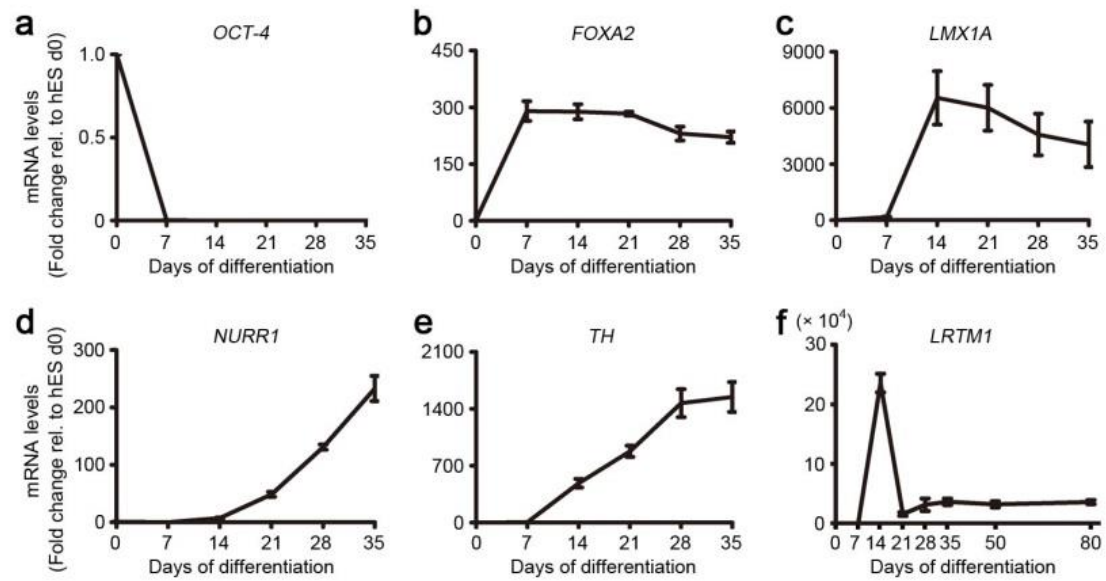 a
OCT-4
mRNA levels
(Fold change rel. to hES d0)
1.0
0.5
0
0 7 14 21 28 35
Days of differentiation
b
FOXA2
450
300
150
0
0 7 14 21 28 35
Days of differentiation
c
LMX1A
9000
6000
3000
0
0 7 14 21 28 35
Days of differentiation
d
NURR1
mRNA levels
(Fold change rel. to hES d0)
300
200
100
0
0 7 14 21 28 35
Days of differentiation
e
TH
2100
1400
700
0
0 7 14 21 28 35
Days of differentiation
f (× 10⁴)
LRTM1
30
20
10
0
0 7 14 21 28 35 50 80
Days of differentiation